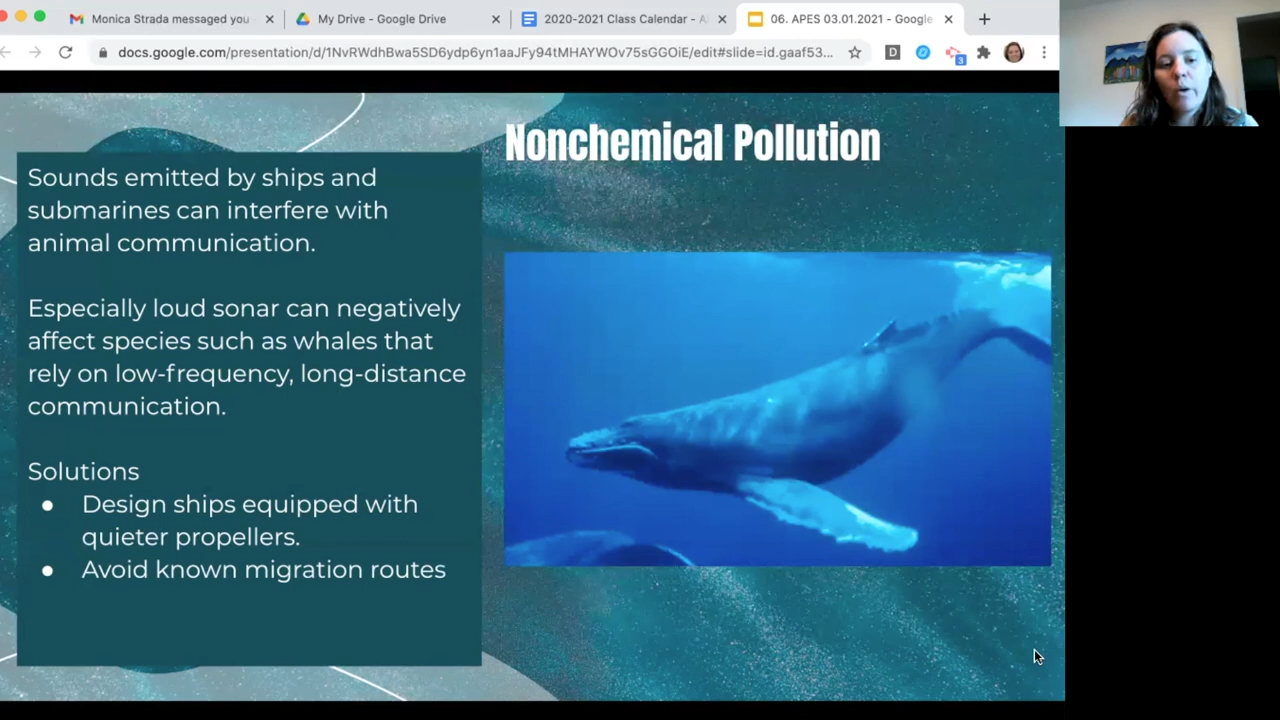 Monica Strada messaged you
My Drive - Google Drive
2020-2021 Class Calendar - A
06. APES 03.01.2021 - Google
docs.google.com/presentation/d/1NvRWdhBwa5SD6ydp6yn1aaJFy94tMHAYWOv75sGGOiE/edit#slide=id.gaaf53...
D
3
Nonchemical Pollution
Sounds emitted by ships and
submarines can interfere with
animal communication.
Especially loud sonar can negatively
affect species such as whales that
rely on low-frequency, long-distance
communication.
Solutions
● Design ships equipped with
quieter propellers.
● Avoid known migration routes